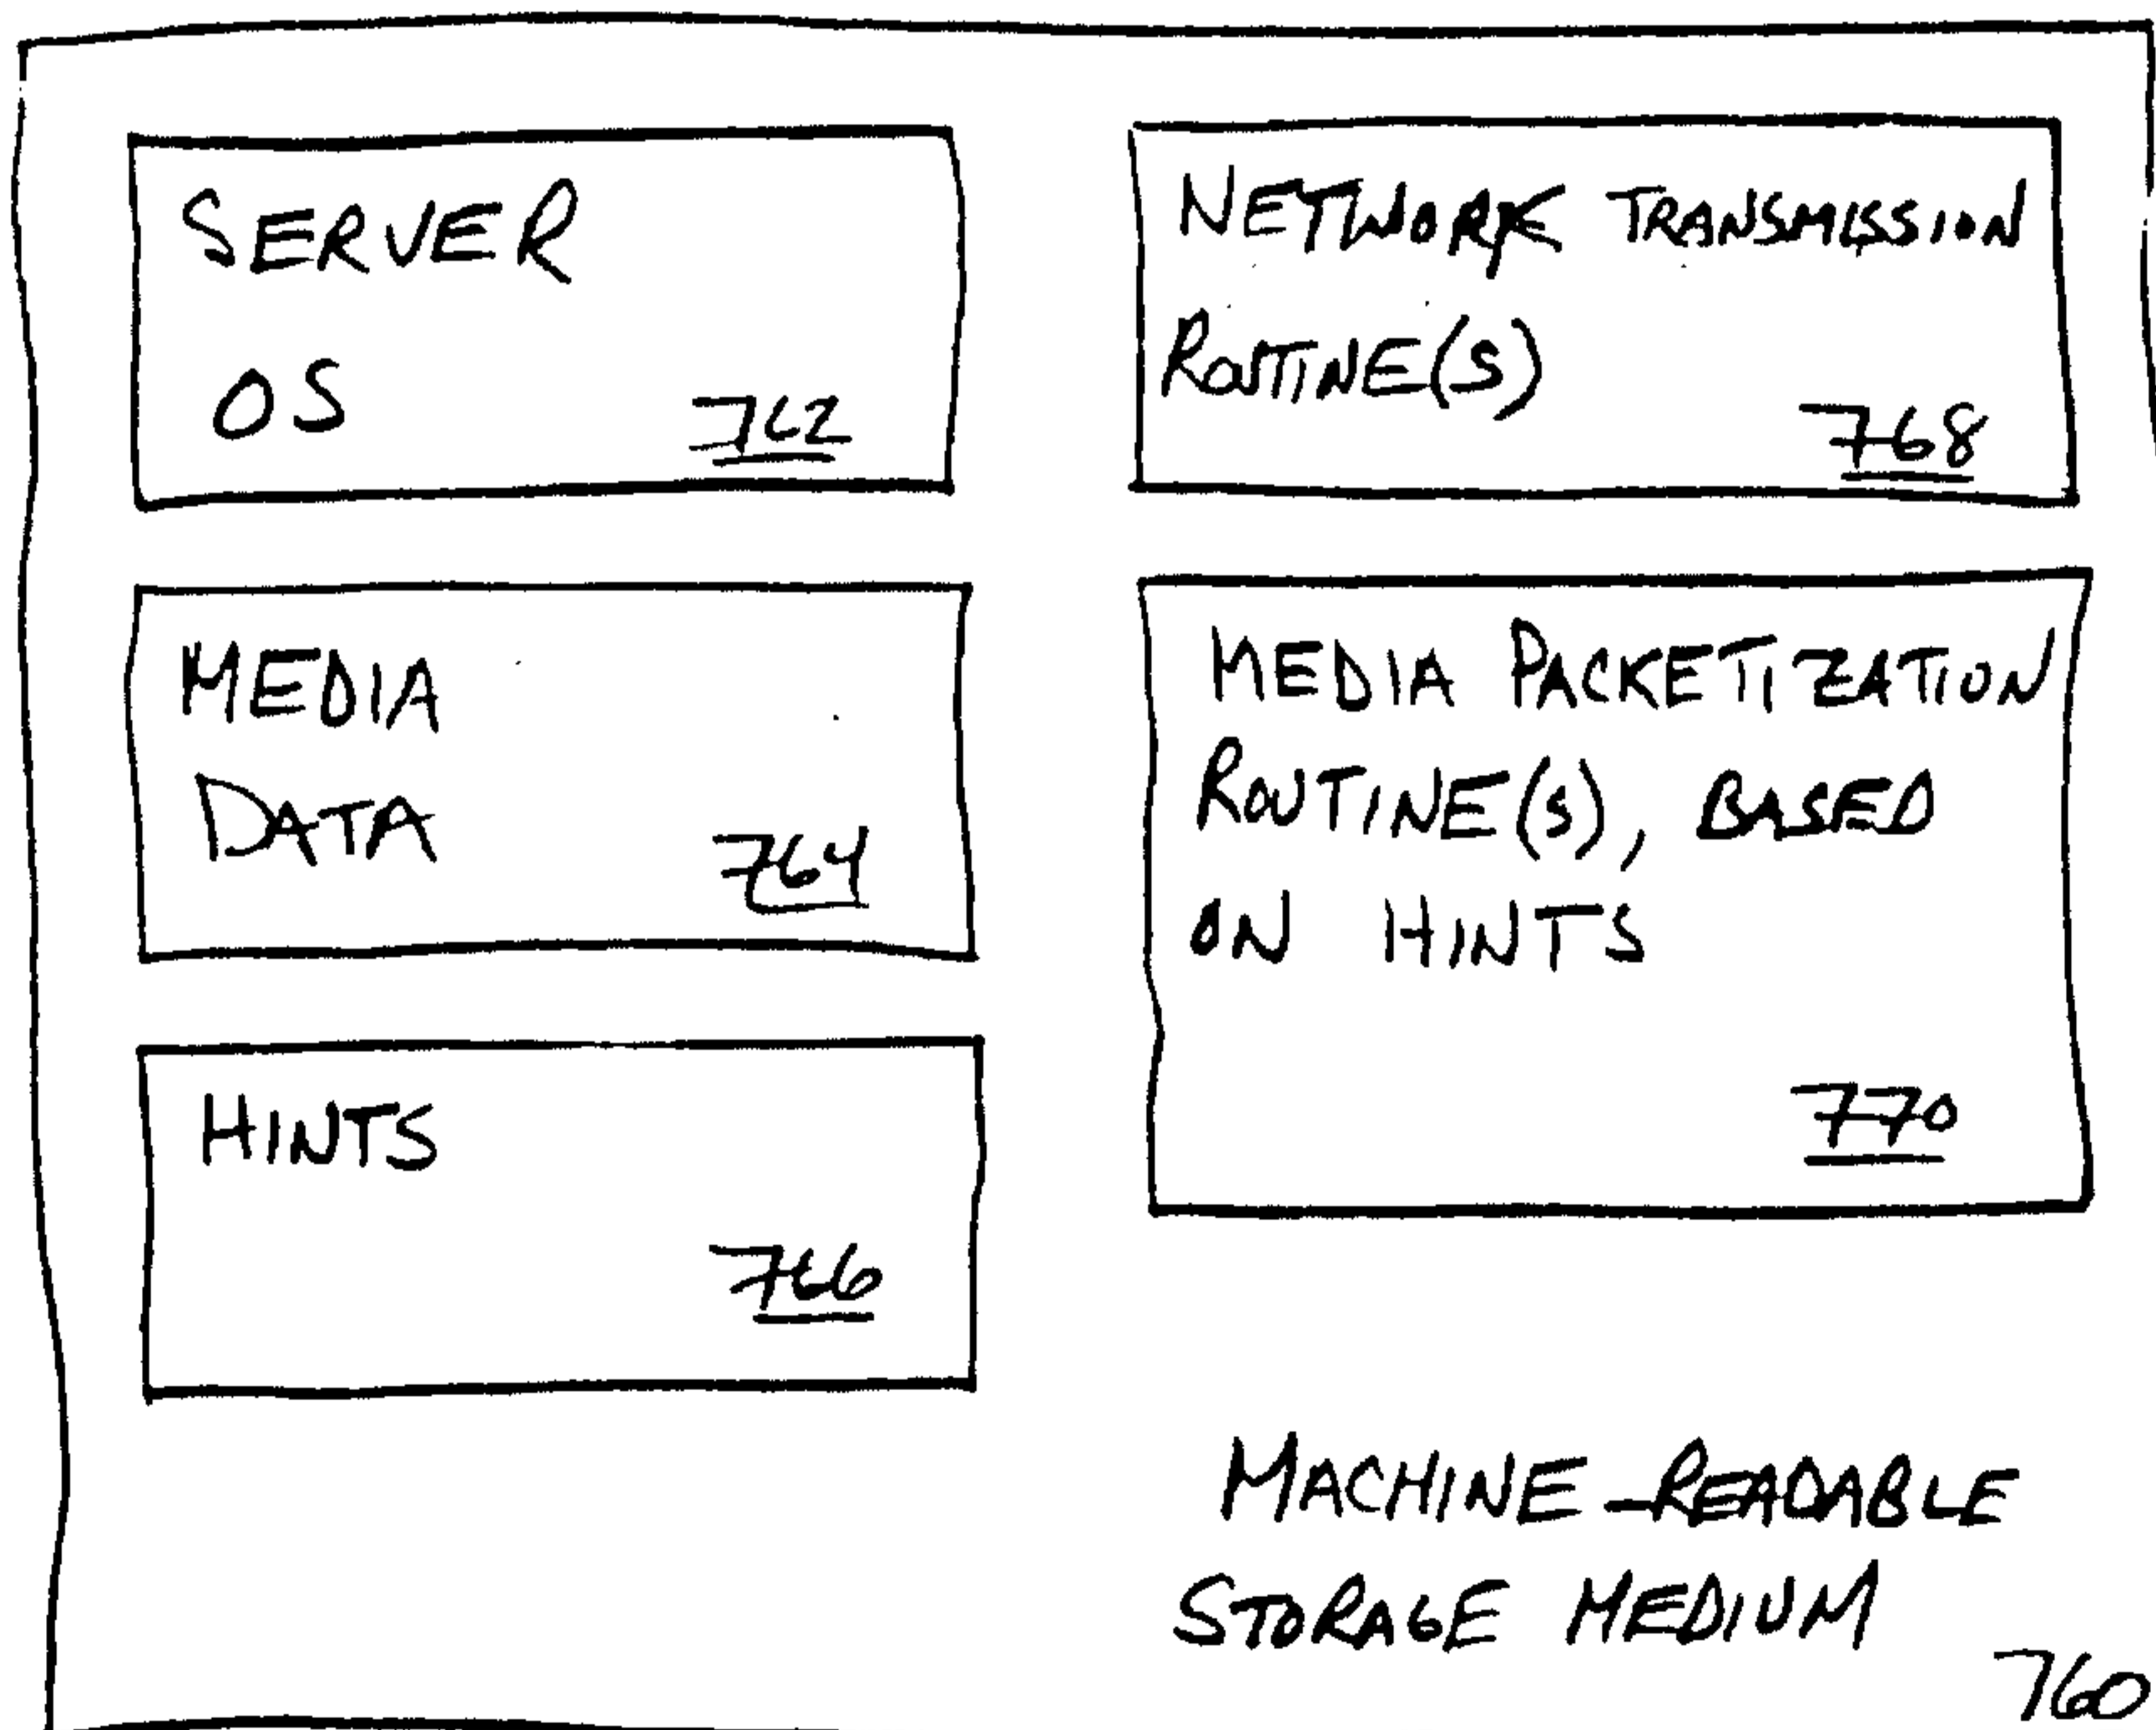 SERVER
OS
762
NETWORK TRANSMISSION
ROUTINE(S)
768
MEDIA
DATA
764
MEDIA PACKETIZATION
ROUTINE(S), BASED
ON HINTS
770
HINTS
766
MACHINE-READABLE
STORAGE MEDIUM
760